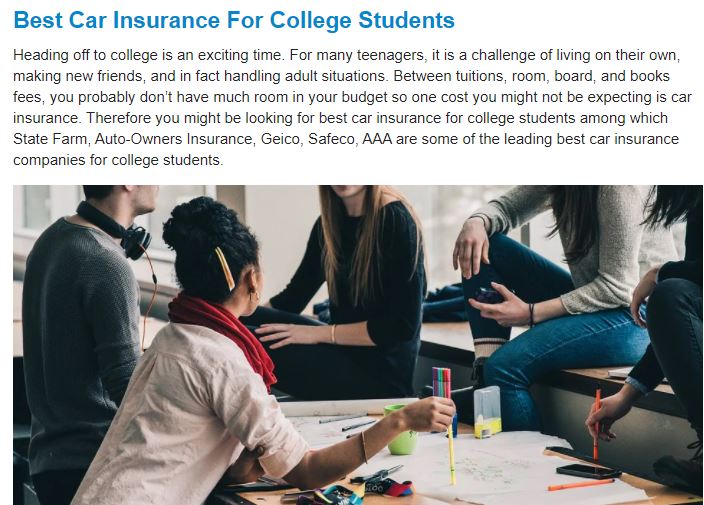 Best Car Insurance For College Students
Heading off to college is an exciting time. For many teenagers, it is a challenge of living on their own,
making new friends, and in fact handling adult situations. Between tuitions, room, board, and books
fees, you probably don’t have much room in your budget so one cost you might not be expecting is car
insurance. Therefore you might be looking for best car insurance for college students among which
State Farm, Auto-Owners Insurance, Geico, Safeco, AAA are some of the leading best car insurance
companies for college students.